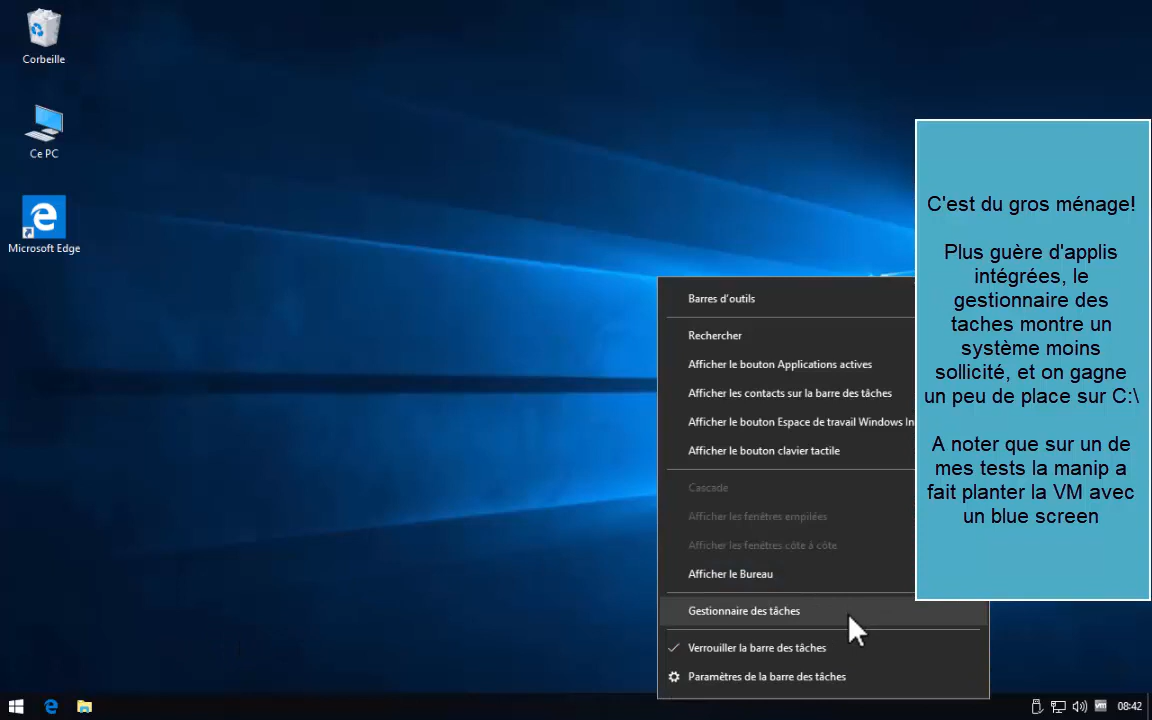 Corbeille
Ce PC
Microsoft Edge
Barres d'outils
Rechercher
Afficher le bouton Applications actives
Afficher les contacts sur la barre des tâches
Afficher le bouton Espace de travail Windows In
Afficher le bouton clavier tactile
Cascade
Afficher les fenêtres empilées
Afficher les fenêtres côte à côte
Afficher le Bureau
Gestionnaire des tâches
Verrouiller la barre des tâches
Paramètres de la barre des tâches
C'est du gros ménage!
Plus guère d'applis
intégrées, le
gestionnaire des
taches montre un
système moins
sollicité, et on gagne
un peu de place sur C:\
A noter que sur un de
mes tests la manip a
fait planter la VM avec
un blue screen
vm
08:42